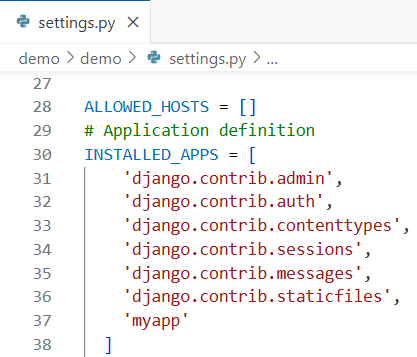 settings.py ×
demo > demo > settings.py > ...
27
28 ALLOWED_HOSTS = []
29 # Application definition
30 INSTALLED_APPS = [
31     'django.contrib.admin',
32     'django.contrib.auth',
33     'django.contrib.contenttypes',
34     'django.contrib.sessions',
35     'django.contrib.messages',
36     'django.contrib.staticfiles',
37     'myapp'
38   ]